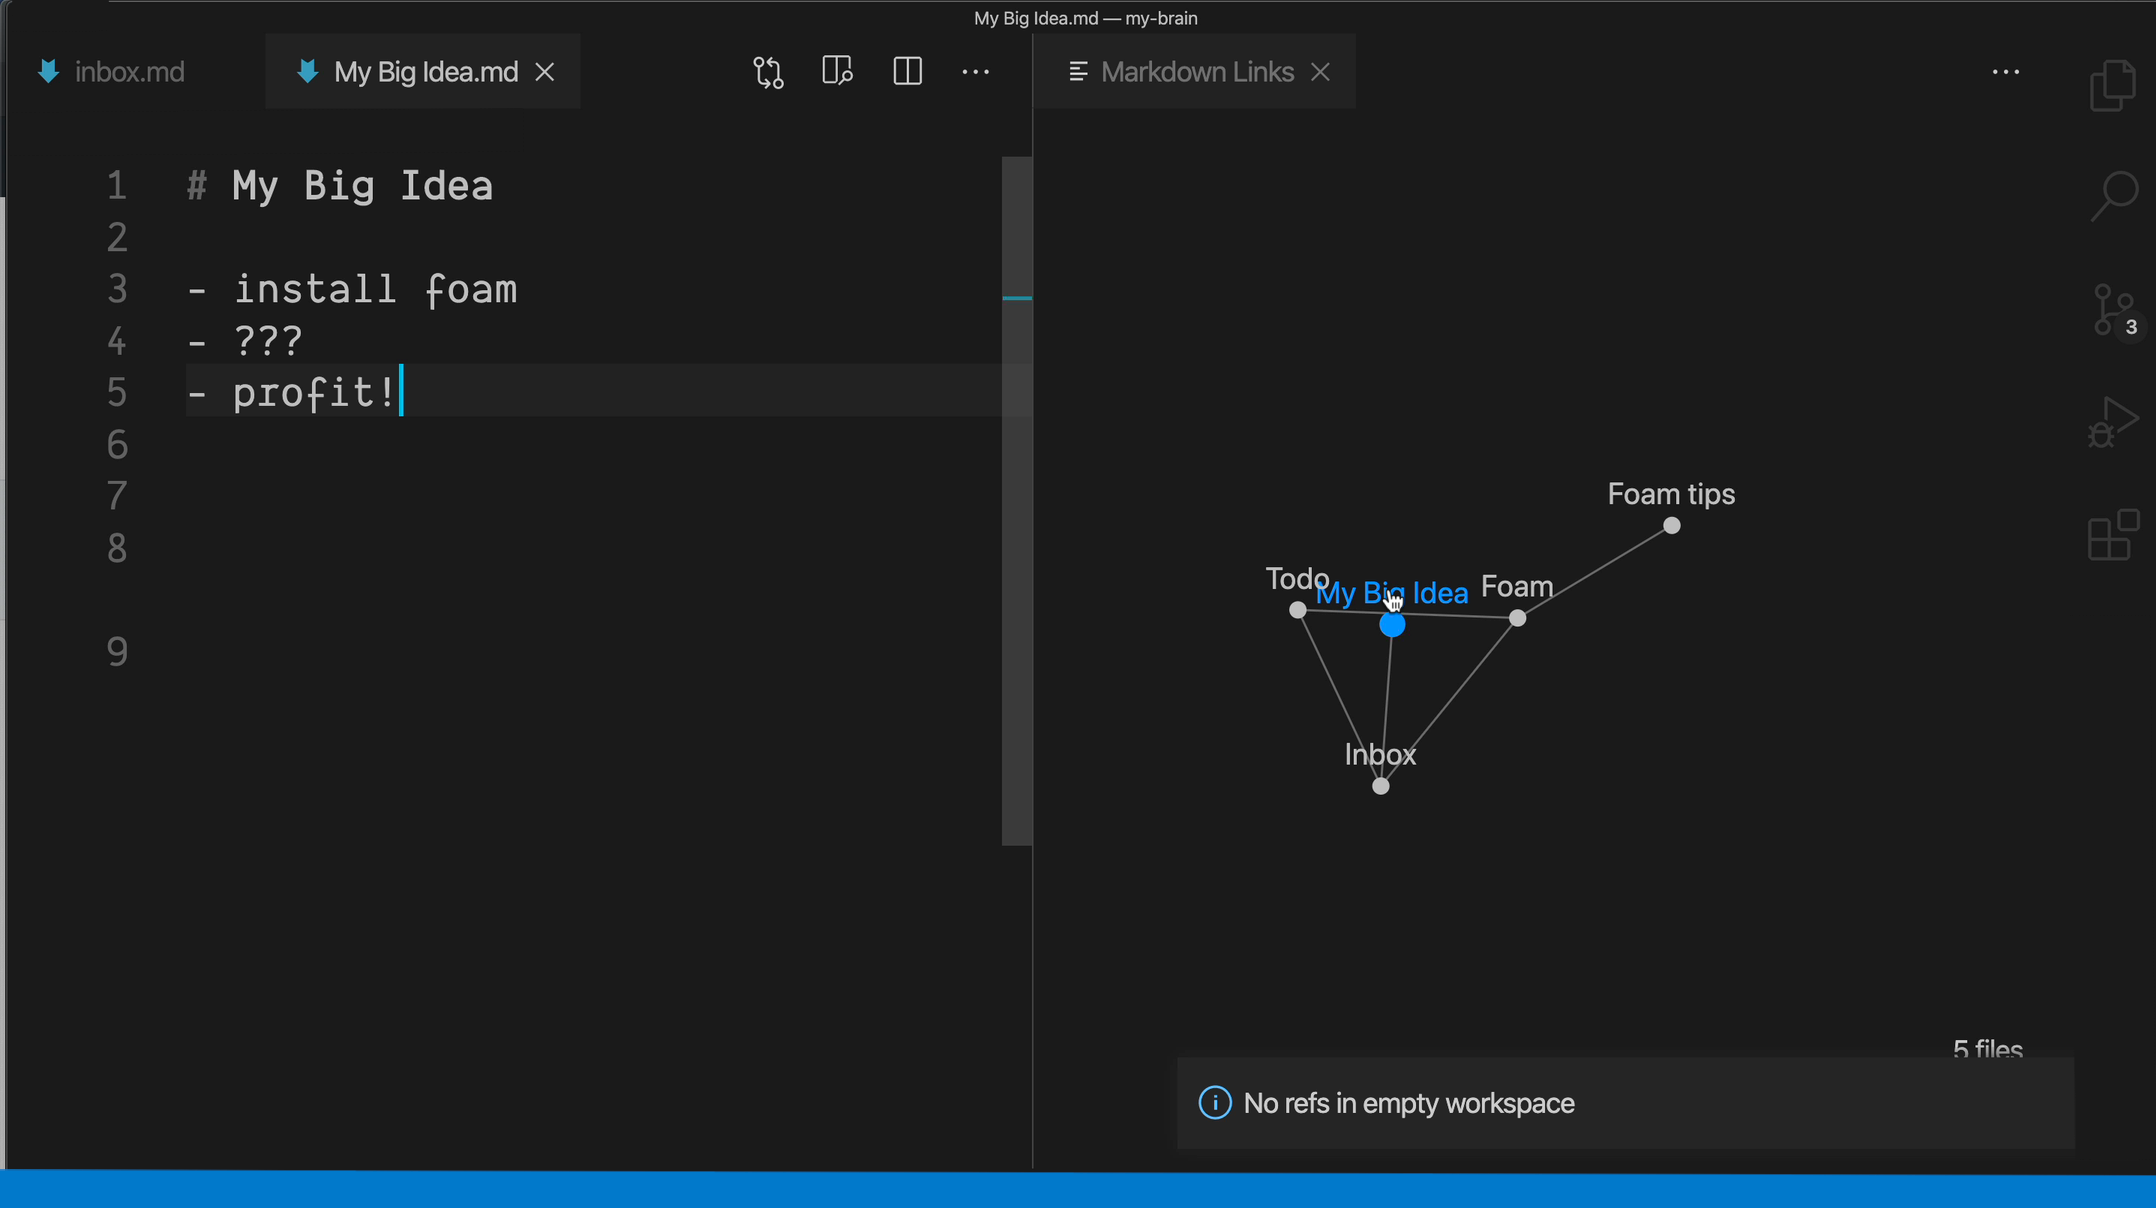 My Big Idea.md — my-brain
inbox.md
My Big Idea.md
Markdown Links
1 # My Big Idea
2
3 - install foam
4 - ???
5 - profit!
6
7
8
9
3
Foam tips
Todo
My Big Idea
Foam
Inbox
5 files
No refs in empty workspace